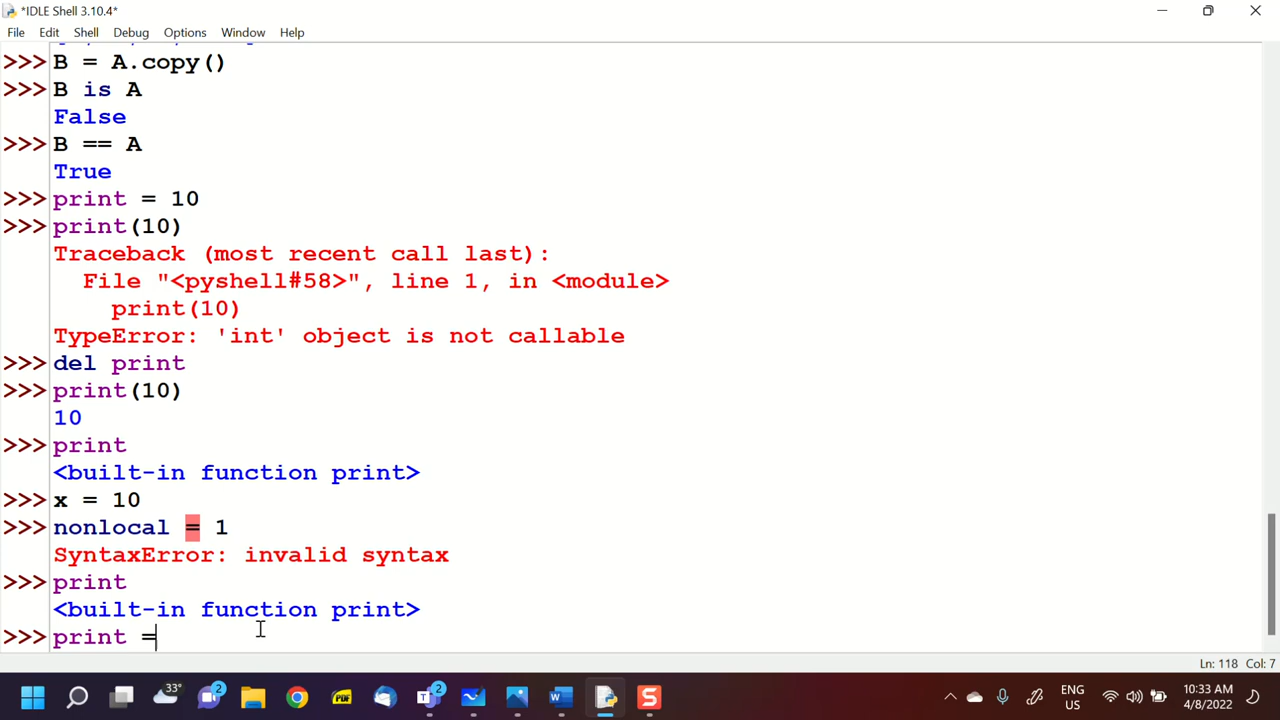 *IDLE Shell 3.10.4*
File Edit Shell Debug Options Window Help
>>> B = A.copy()
>>> B is A
False
>>> B == A
True
>>> print = 10
>>> print(10)
Traceback (most recent call last):
File "<pyshell#58>", line 1, in <module>
print(10)
TypeError: 'int' object is not callable
>>> del print
>>> print(10)
10
>>> print
<built-in function print>
>>> x = 10
>>> nonlocal = 1
SyntaxError: invalid syntax
>>> print
<built-in function print>
>>> print =
Ln: 118 Col: 7
33°
2
PDF
2
ENG
US
10:33 AM
4/8/2022